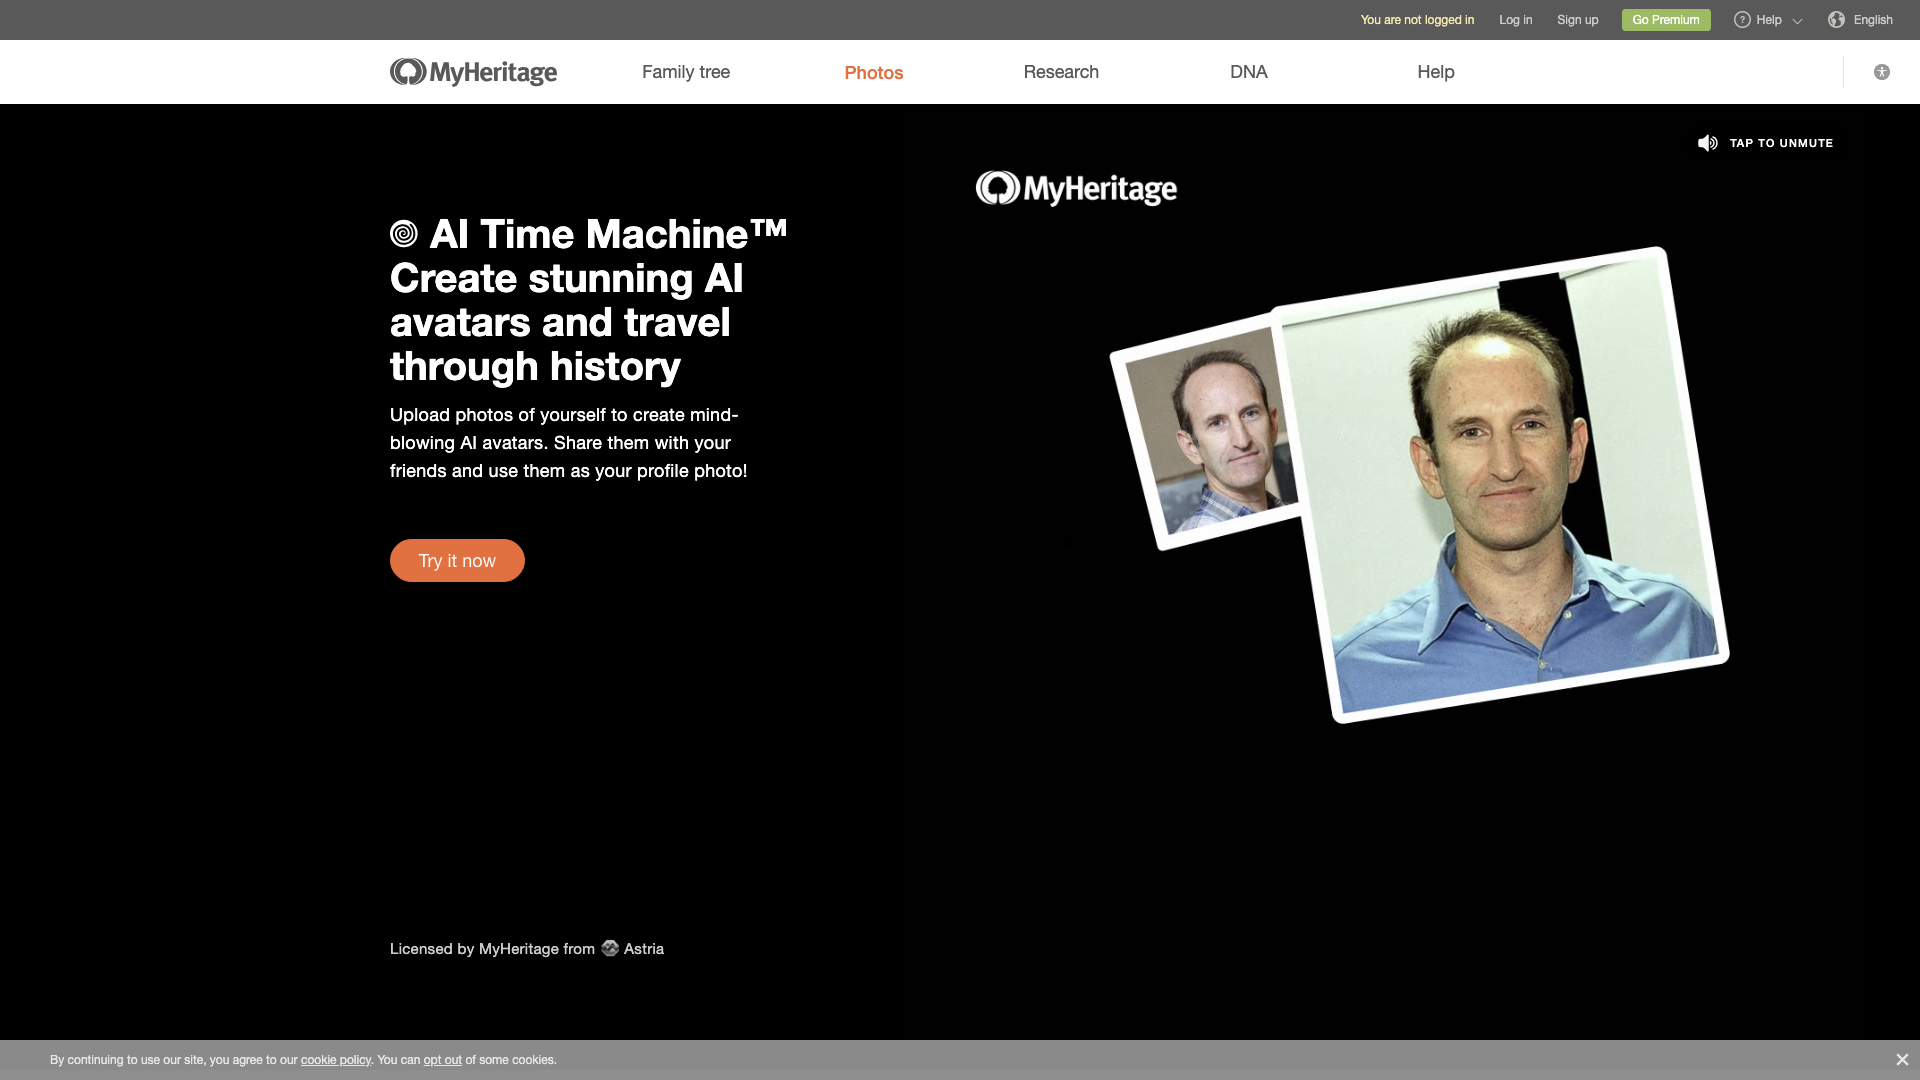 You are not logged in Log in Sign up Go Premium Help English
MyHeritage Family tree Photos Research DNA Help
TAP TO UNMUTE
MyHeritage
AI Time Machine™
Create stunning AI
avatars and travel
through history
Upload photos of yourself to create mind-
blowing AI avatars. Share them with your
friends and use them as your profile photo!
Try it now
Licensed by MyHeritage from Astria
By continuing to use our site, you agree to our cookie policy. You can opt out of some cookies.